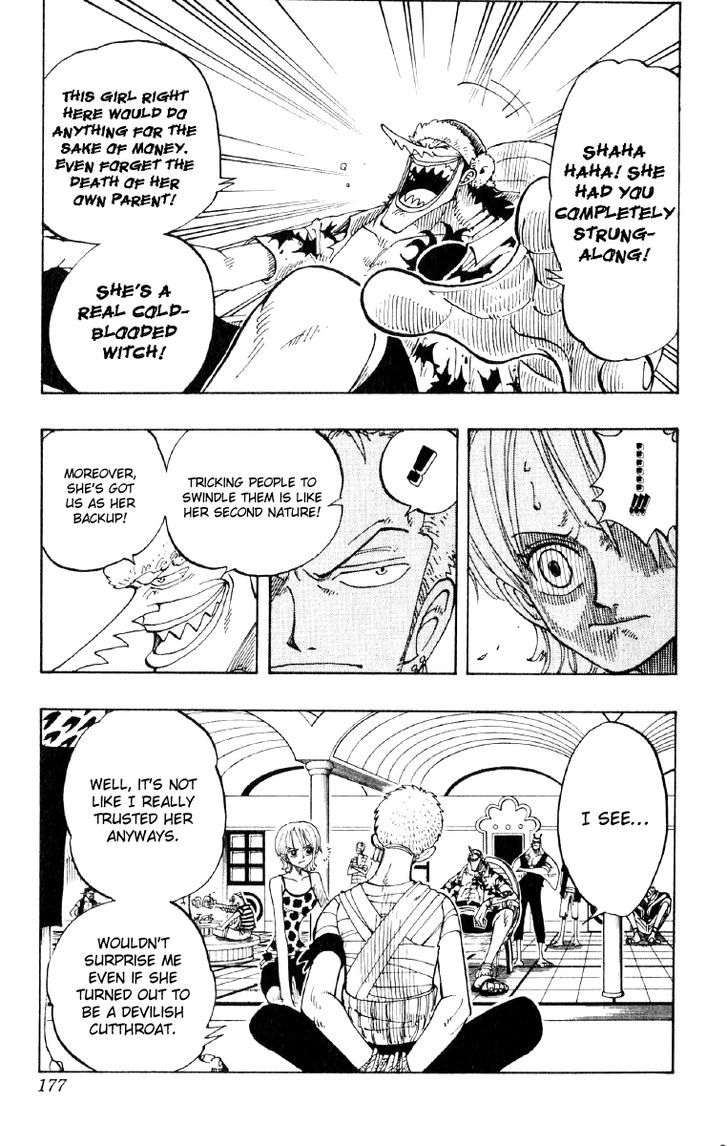 SHAHA
HAHA! SHE
HAD YOU
COMPLETELY
STRUNG-
ALONG!
THIS GIRL RIGHT
HERE WOULD DO
ANYTHING FOR THE
SAKE OF MONEY.
EVEN FORGET THE
DEATH OF HER
OWN PARENT!
SHE'S A
REAL COLD-
BLOODED
WITCH!
......!!!
!!
TRICKING PEOPLE TO
SWINDLE THEM IS LIKE
HER SECOND NATURE!
MOREOVER,
SHE'S GOT
US AS HER
BACKUP!
I SEE...
WELL, IT'S NOT
LIKE I REALLY
TRUSTED HER
ANYWAYS.
WOULDN'T
SURPRISE ME
EVEN IF SHE
TURNED OUT TO
BE A DEVILISH
CUTTHROAT.
177